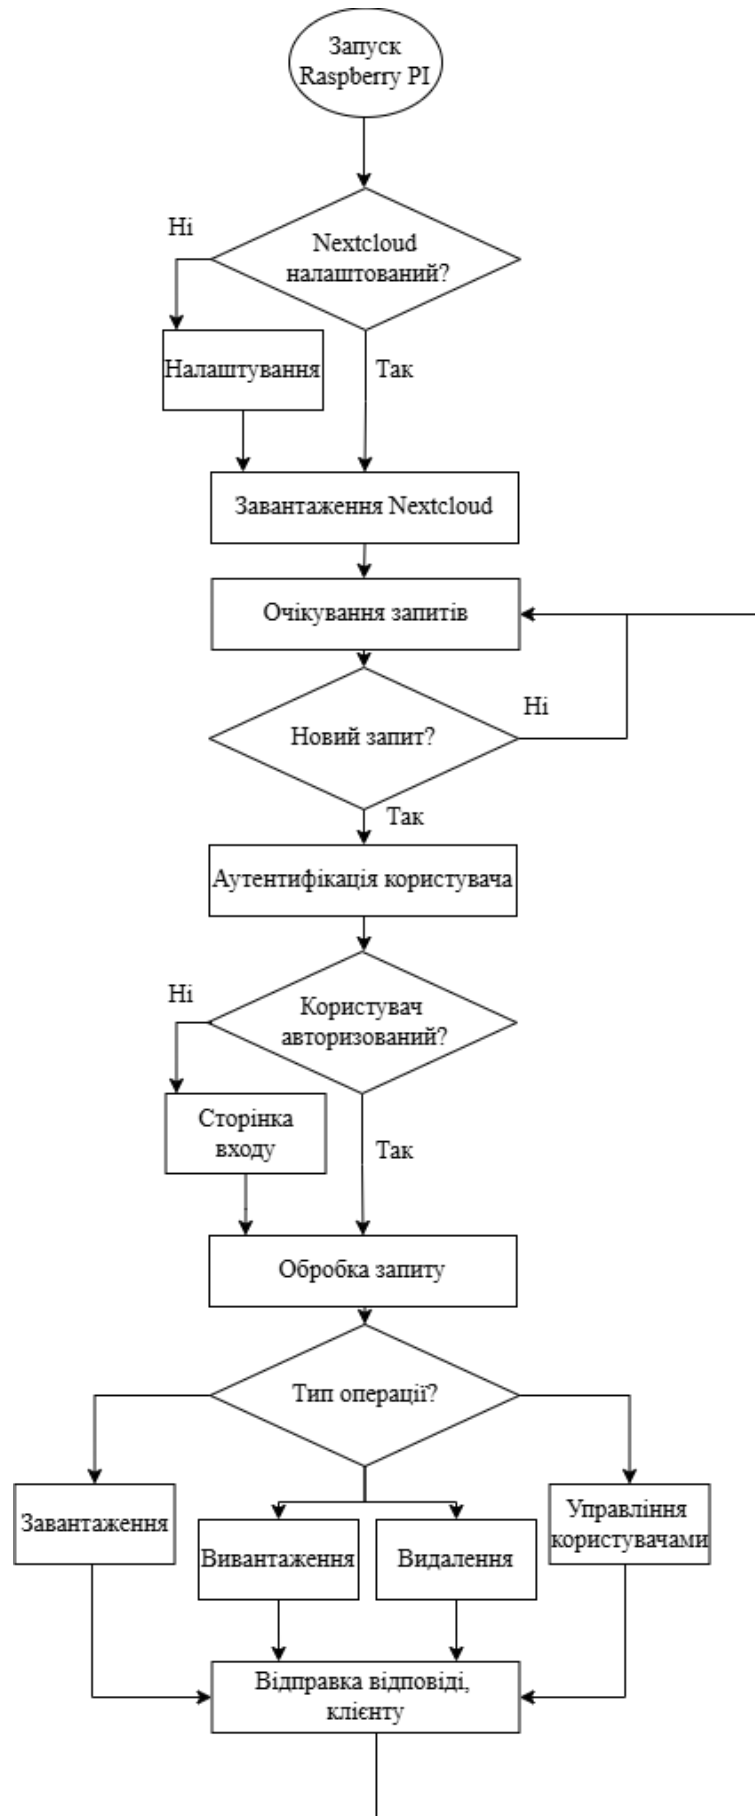 Запуск
Raspberry PI
Nextcloud
налаштований?
Ні
Налаштування
Так
Завантаження Nextcloud
Очікування запитів
Новий запит?
Ні
Так
Аутентифікація користувача
Користувач
авторизований?
Ні
Сторінка
входу
Так
Обробка запиту
Тип операції?
Завантаження
Вивантаження
Видалення
Управління
користувачами
Відправка відповіді,
клієнту